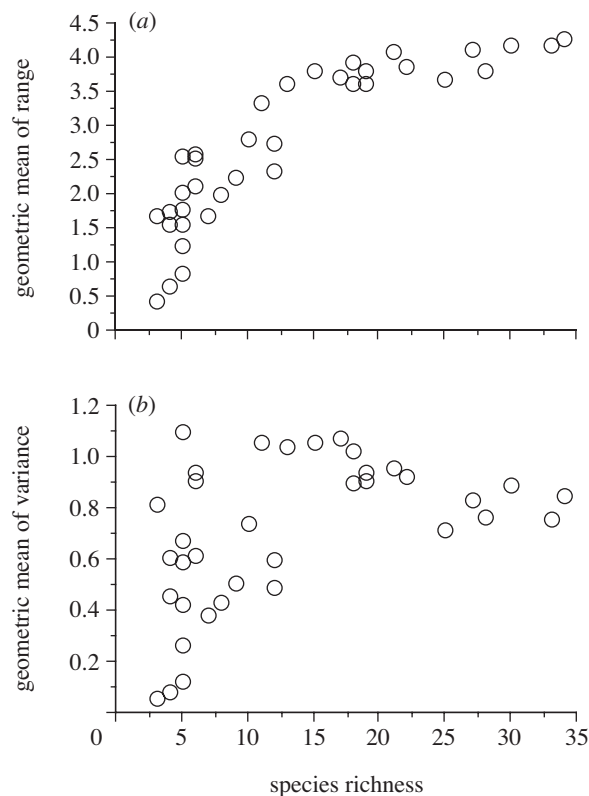 (a)
geometric mean of range
4.5
4.0
3.5
3.0
2.5
2.0
1.5
1.0
0.5
0
(b)
geometric mean of variance
1.2
1.0
0.8
0.6
0.4
0.2
0 5 10 15 20 25 30 35
species richness